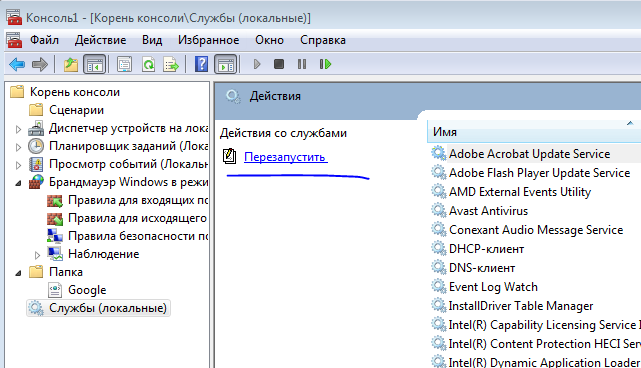 Консоль1 - [Корень консоли\Службы (локальные)]
Файл Действие Вид Избранное Окно Справка
Корень консоли
Сценарии
Диспетчер устройств на лока
Планировщик заданий (Локаль
Просмотр событий (Локальны
Брандмауэр Windows в режи
Правила для входящих по
Правила для исходящего
Правила безопасности по
Наблюдение
Папка
Google
Службы (локальные)
Действия
Действия со службами
Перезапустить
Имя
Adobe Acrobat Update Service
Adobe Flash Player Update Service
AMD External Events Utility
Avast Antivirus
Conexant Audio Message Service
DHCP-клиент
DNS-клиент
Event Log Watch
InstallDriver Table Manager
Intel(R) Capability Licensing Service I
Intel(R) Content Protection HECI Serv
Intel(R) Dynamic Application Loader